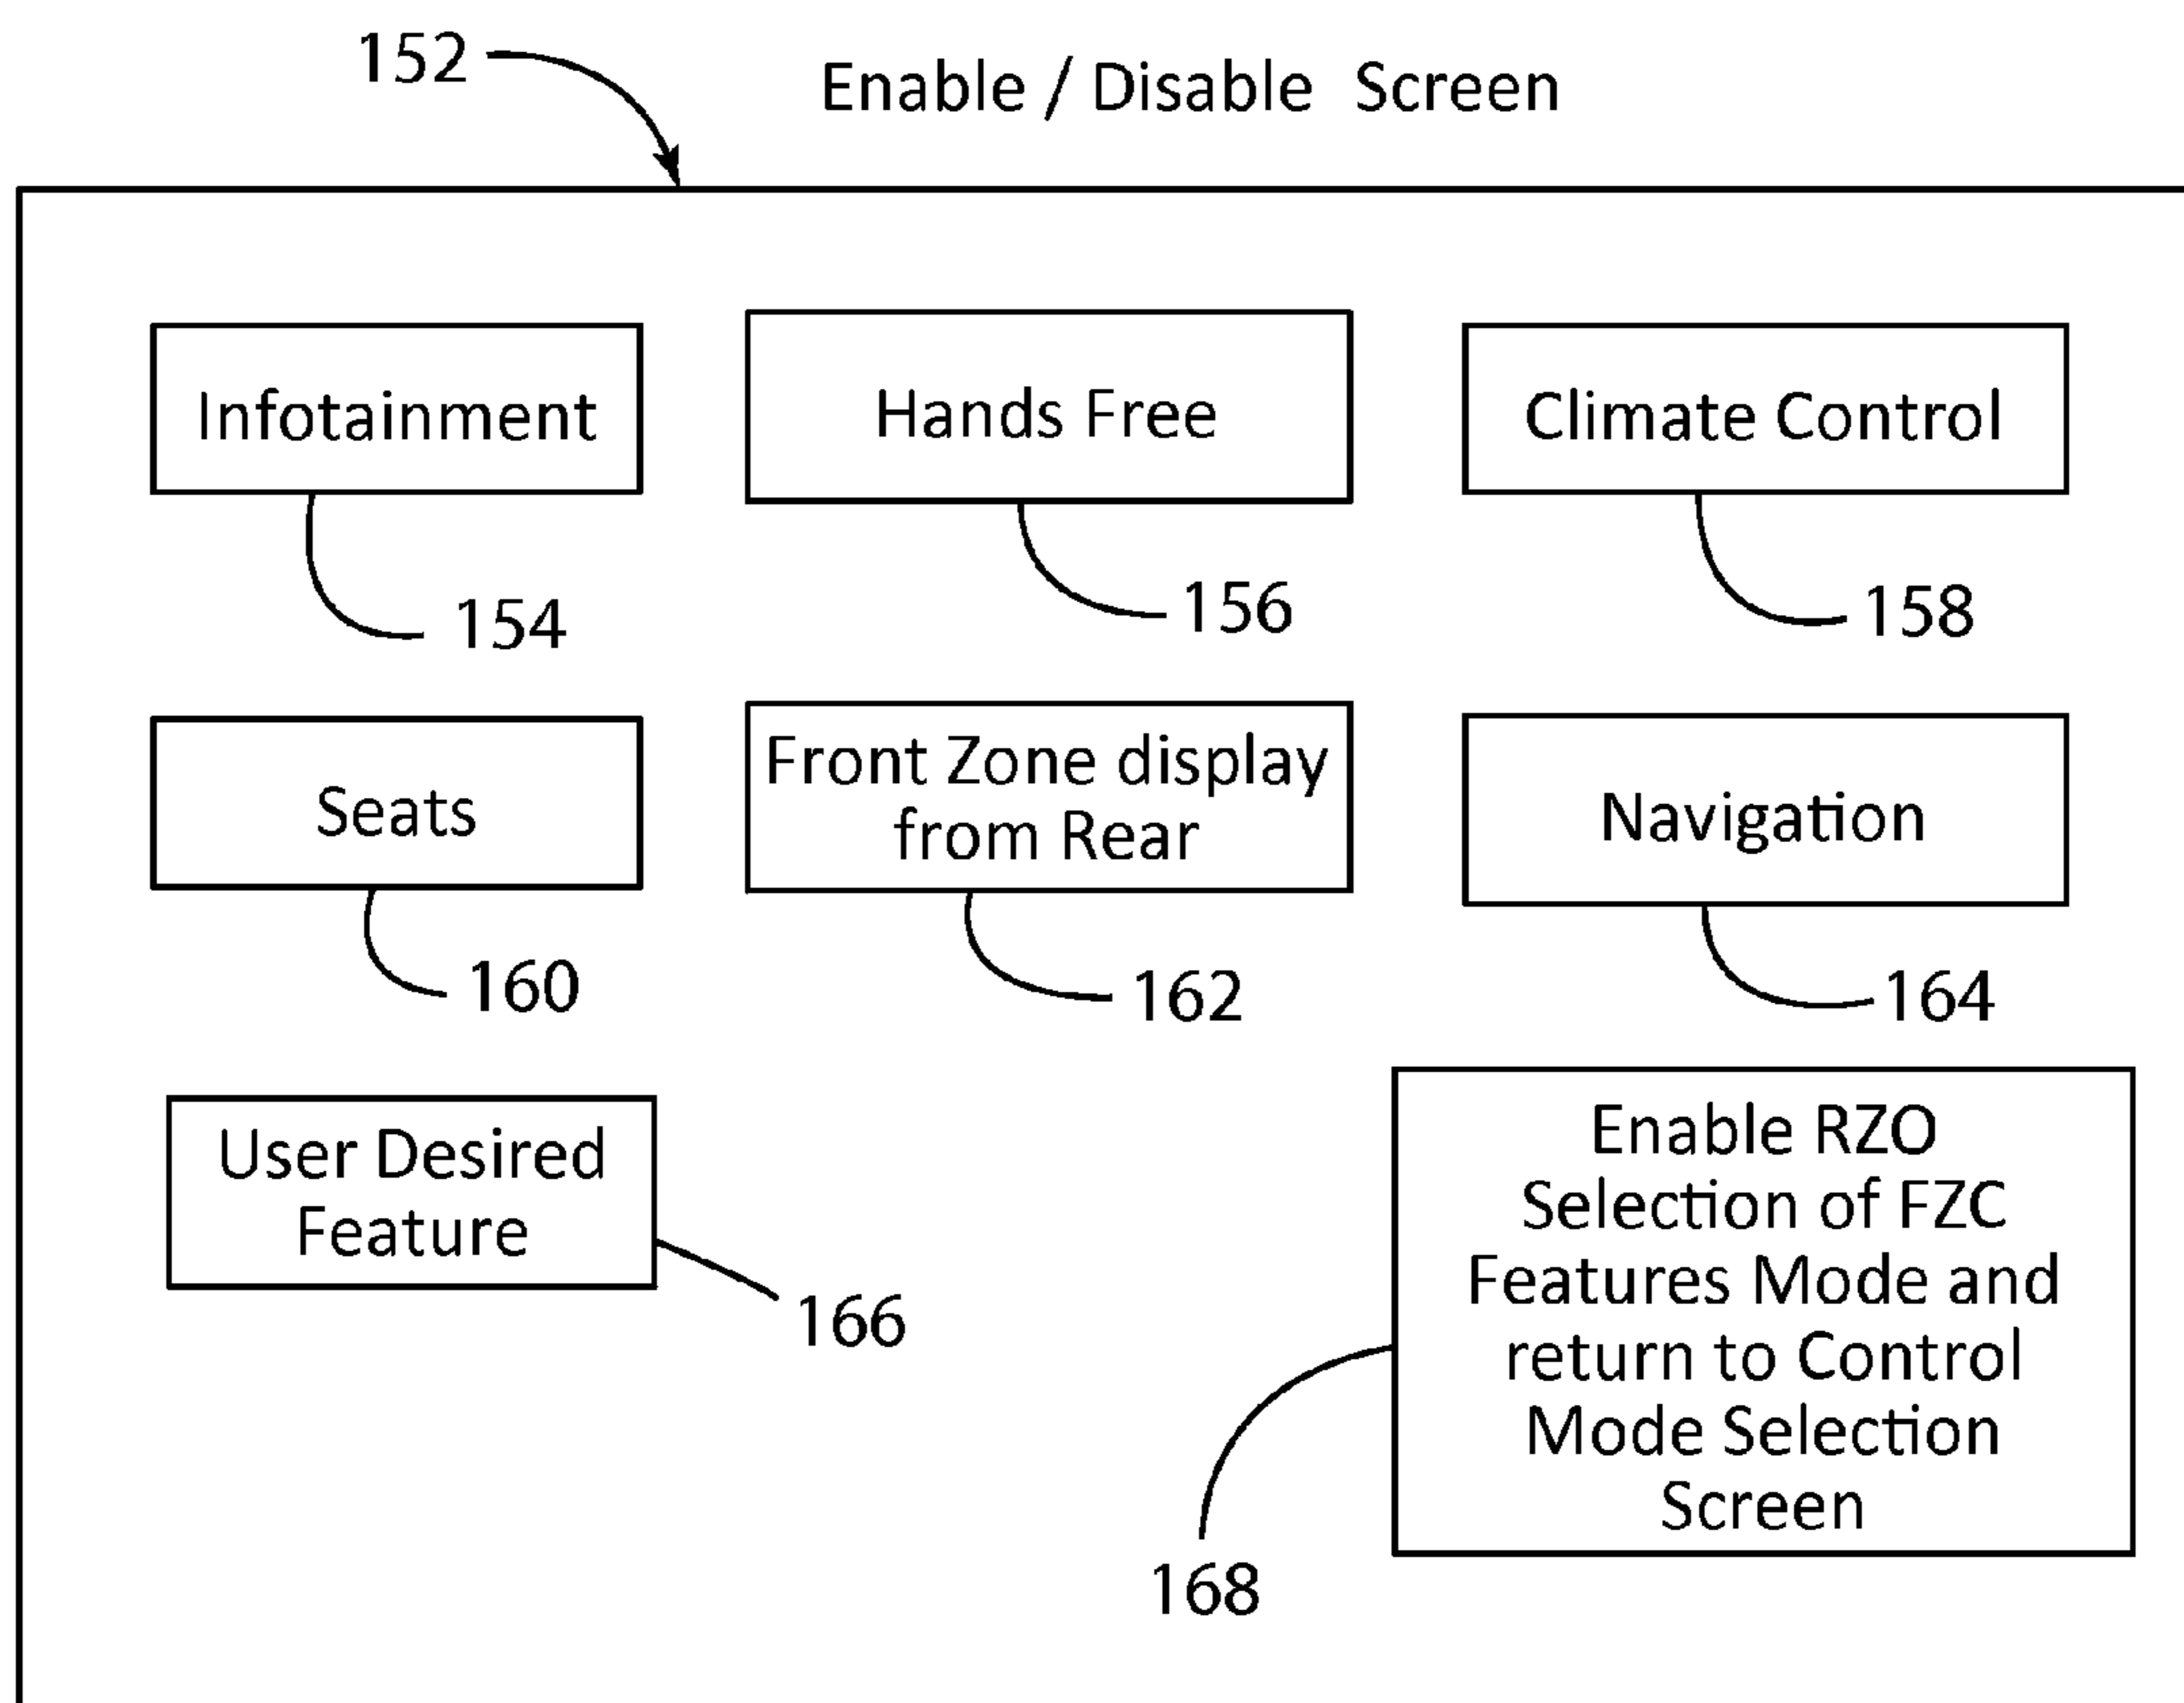 152
Enable / Disable Screen
Infotainment
Hands Free
Climate Control
154
156
158
Seats
Front Zone display
from Rear
Navigation
160
162
164
User Desired
Feature
166
Enable RZO
Selection of FZC
Features Mode and
return to Control
Mode Selection
Screen
168